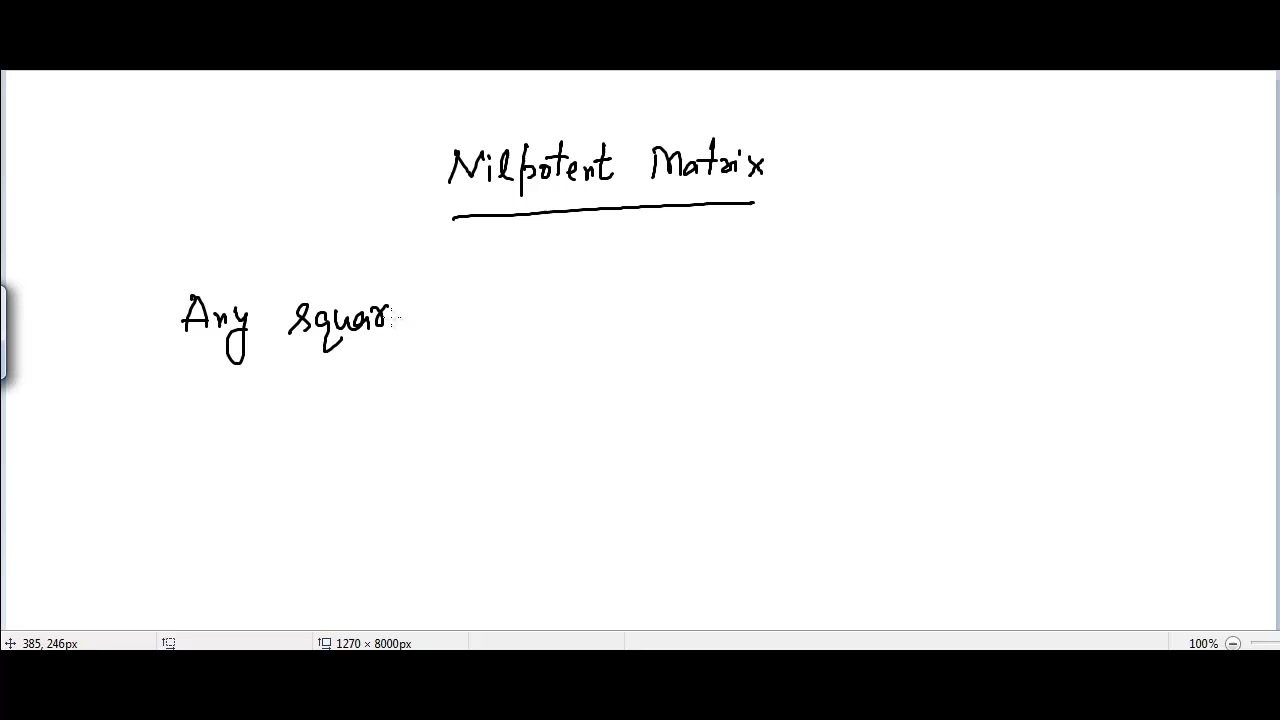 Nilpotent Matrix
Any squar
385, 246px
1270 × 8000px
100%